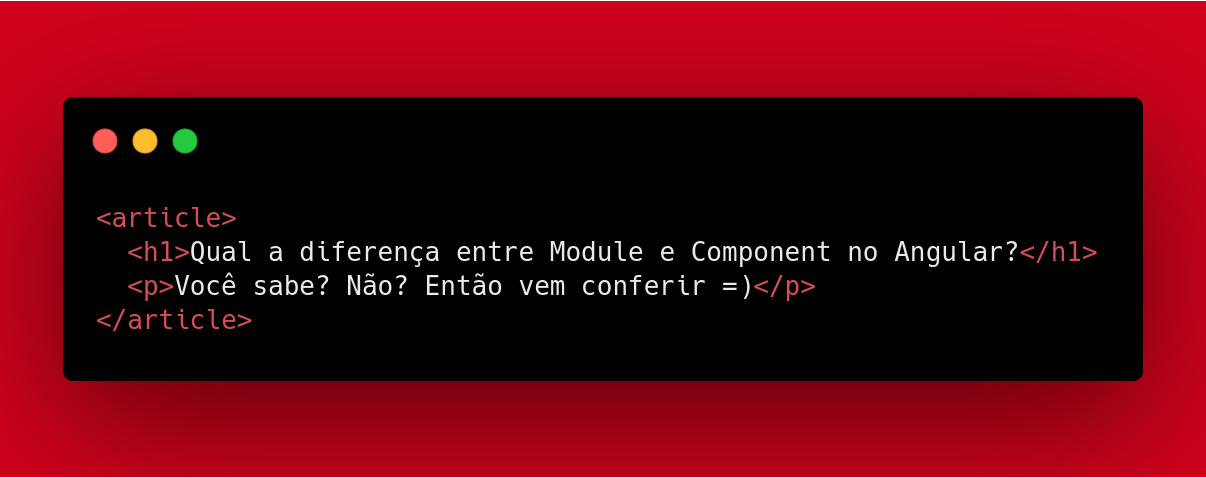 <article>
  <h1>Qual a diferença entre Module e Component no Angular?</h1>
  <p>Você sabe? Não? Então vem conferir =)</p>
</article>